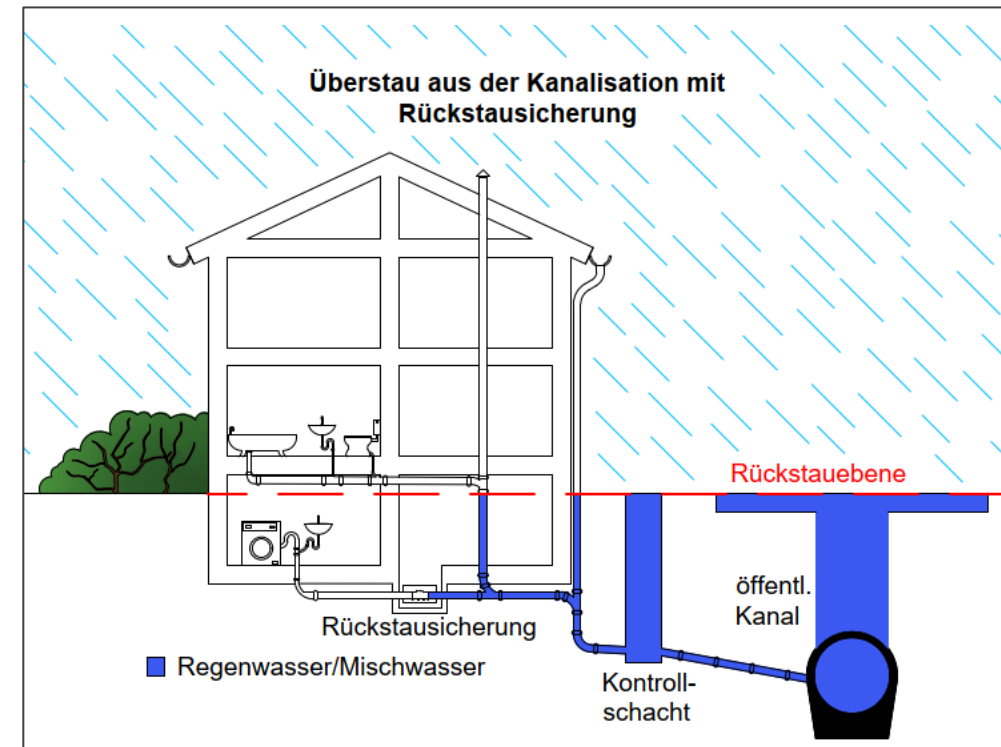 Überstau aus der Kanalisation mit
Rückstausicherung
Rückstauebene
öffentl.
Kanal
Rückstausicherung
Regenwasser/Mischwasser
Kontroll-
schacht